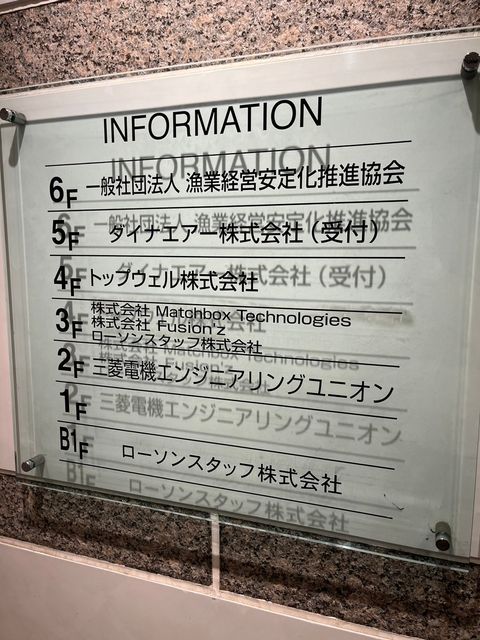 INFORMATION
6F 一般社団法人 漁業経営安定化推進協会
5F ダイナエアー株式会社（受付）
4F トップウェル株式会社
3F 株式会社 Matchbox Technologies
株式会社 Fusion'z
ローソンスタッフ株式会社
2F 三菱電機エンジニアリングユニオン
1F
B1F ローソンスタッフ株式会社